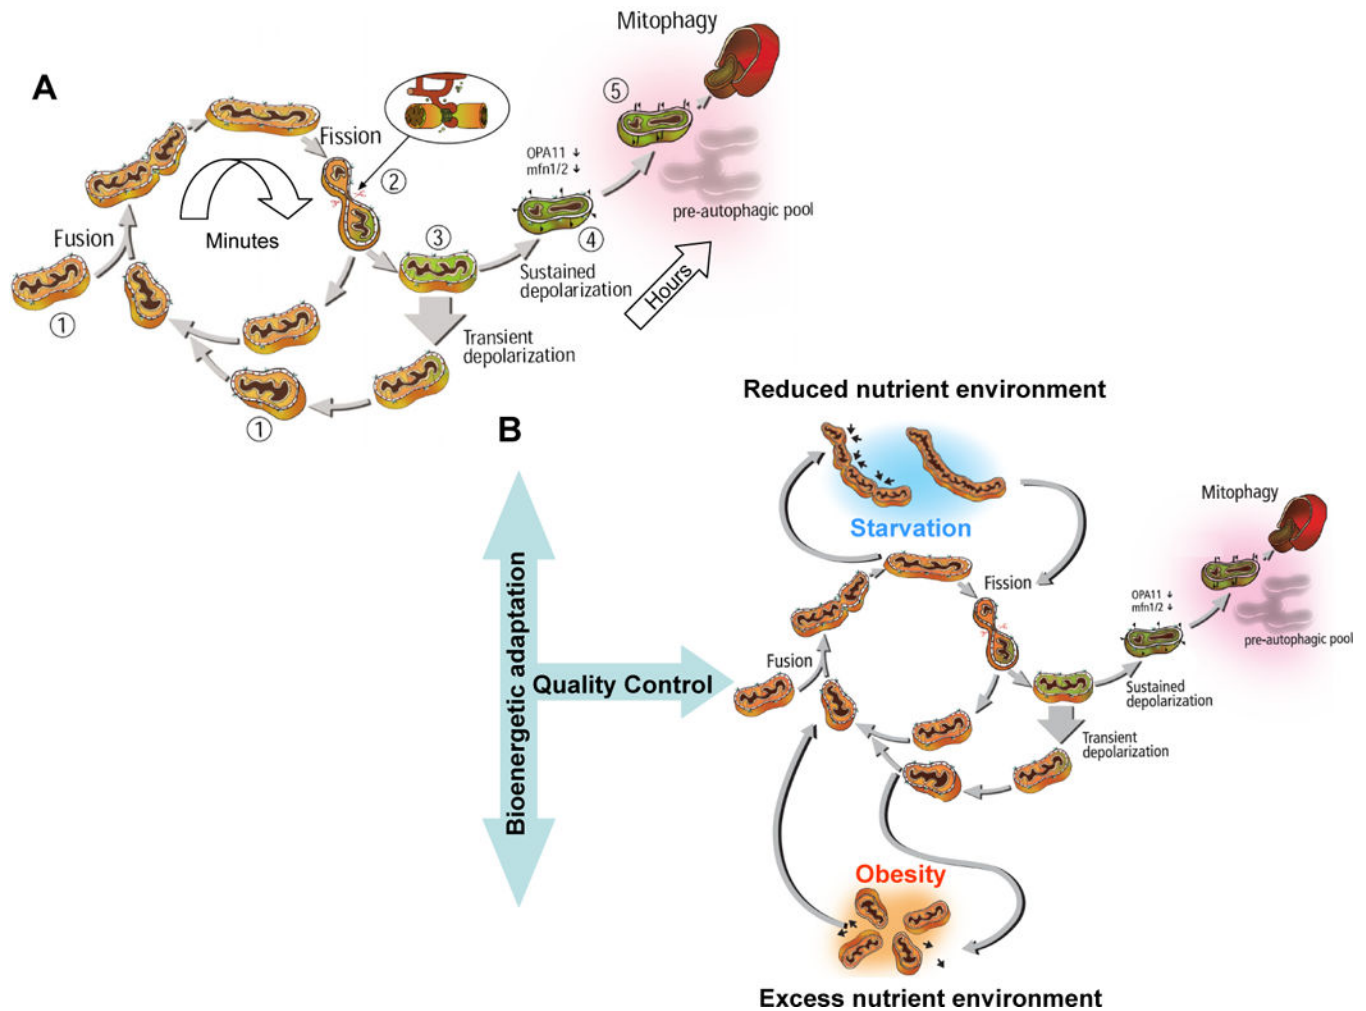 A
Mitophagy
⑤
Fission
②
OPA11 ↓
mfn1/2 ↓
pre-autophagic pool
Fusion
Minutes
③
④
Sustained
depolarization
Hours
①
Transient
depolarization
①
B
Reduced nutrient environment
Starvation
Mitophagy
Fission
OPA11 ↓
mfn1/2 ↓
pre-autophagic pool
Bioenergetic adaptation
Quality Control
Fusion
Sustained
depolarization
Transient
depolarization
Obesity
Excess nutrient environment